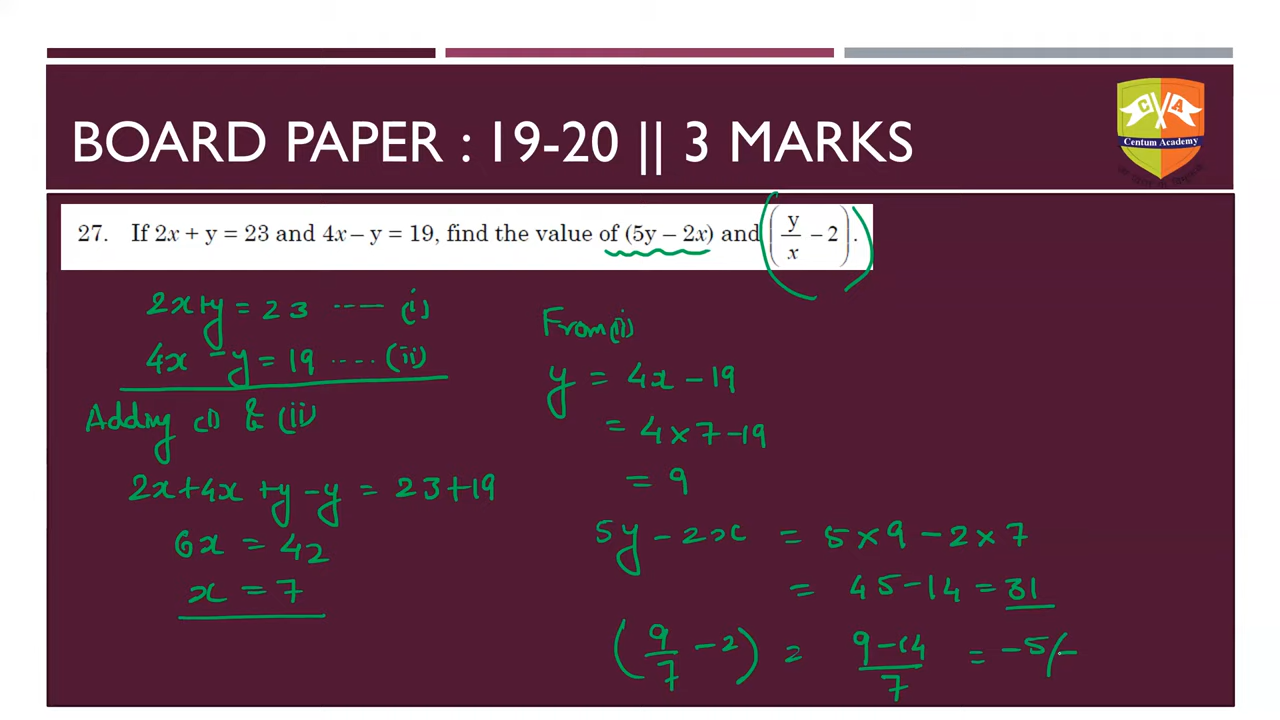 BOARD PAPER : 19-20 || 3 MARKS
C A
Centum Academy
27. If 2x + y = 23 and 4x – y = 19, find the value of (5y – 2x) and (y/x – 2).
2x+y = 23 ----- (i)
4x -y = 19 ..... (ii)
Adding (i) & (ii)
2x+4x +y -y = 23+19
6x = 42
x = 7
From (ii)
y = 4x - 19
= 4 x 7 - 19
= 9
5y - 2x = 5 x 9 - 2 x 7
= 45 - 14 = 31
(9/7 - 2) = 9-14/7 = -5/